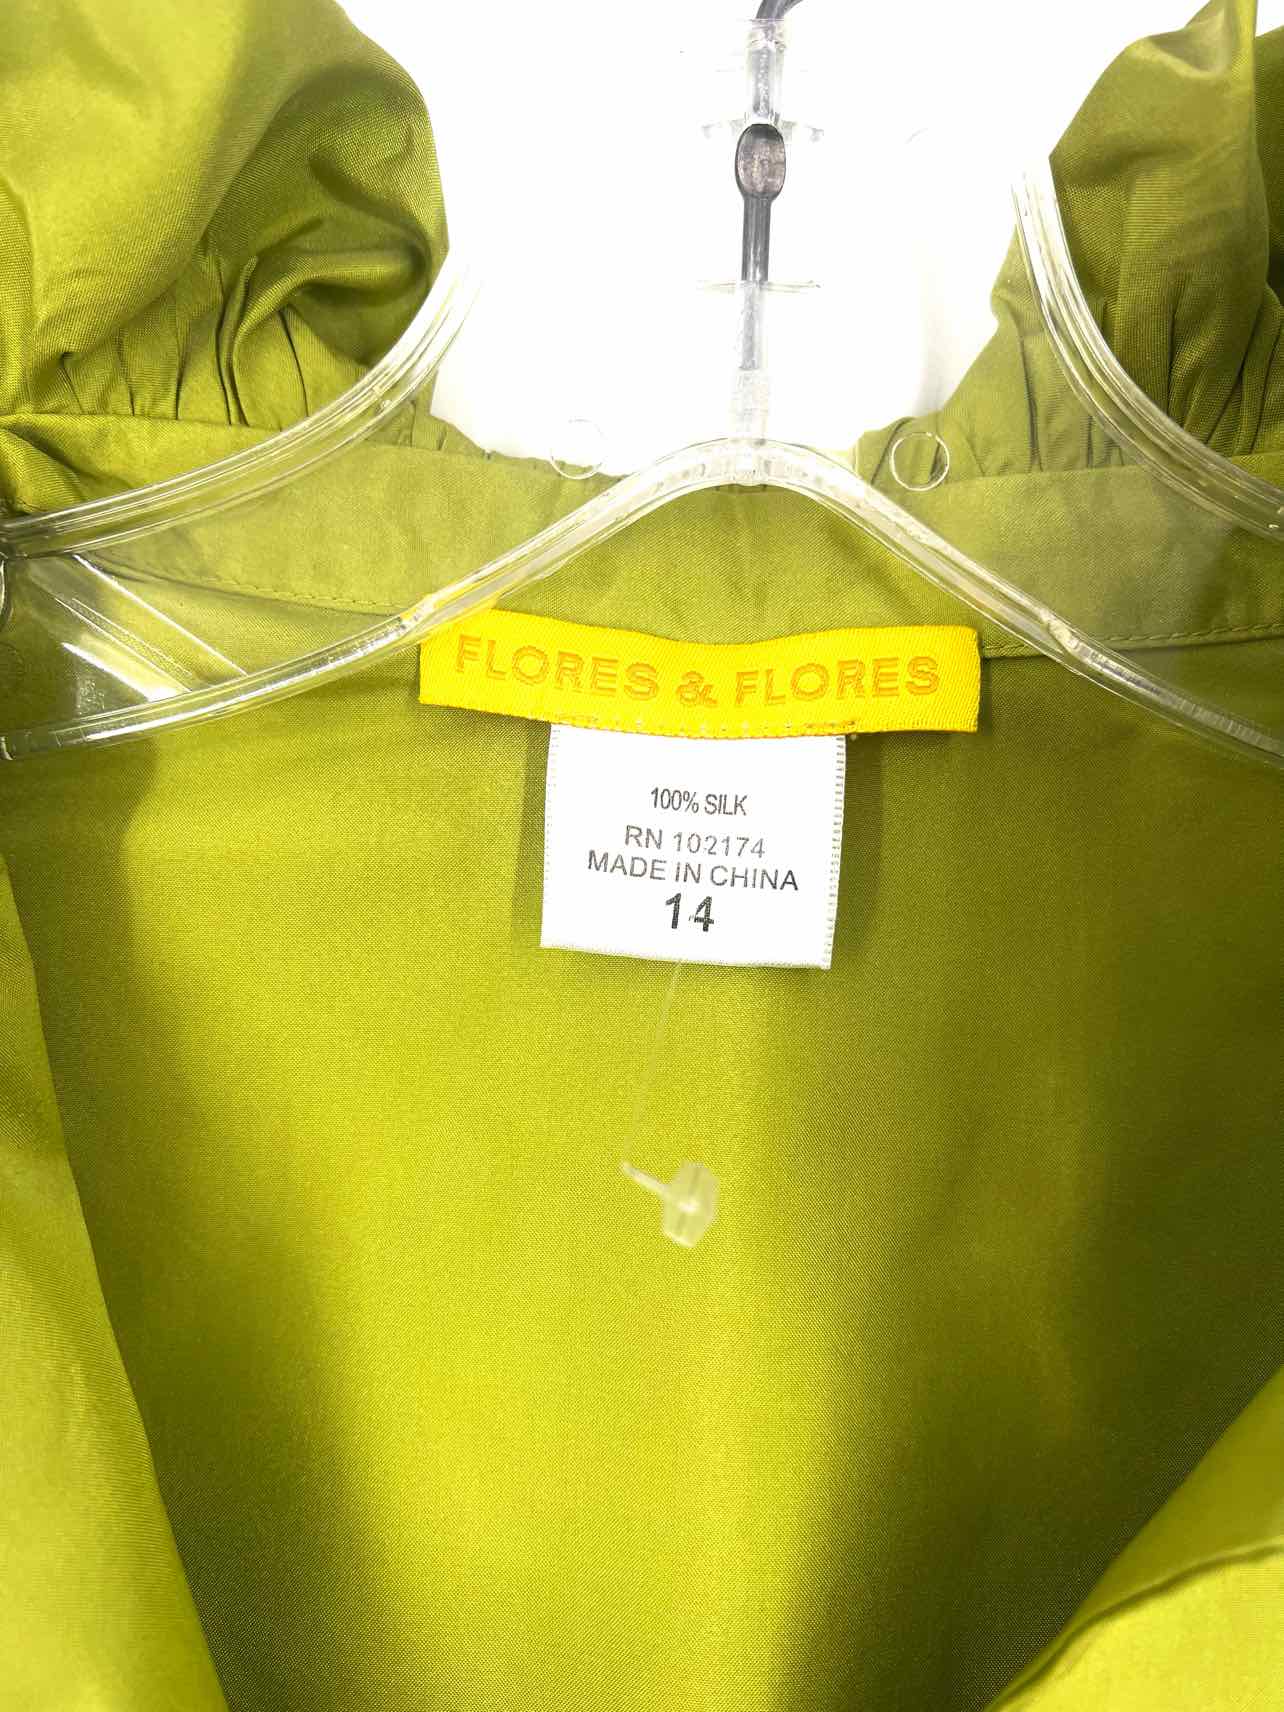 FLORES & FLORES
100% SILK
RN 102174
MADE IN CHINA
14